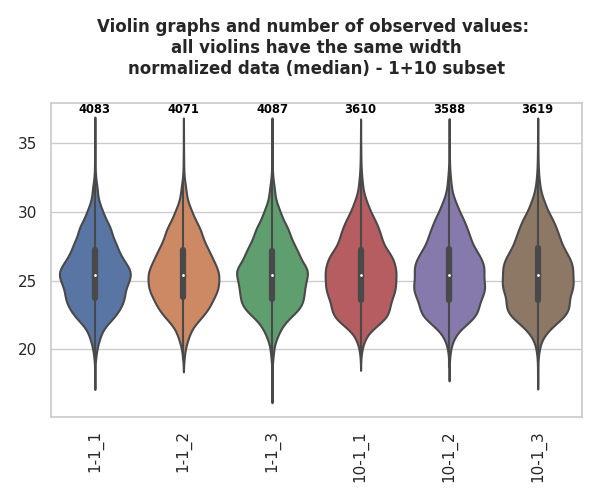 Violin graphs and number of observed values:
all violins have the same width
normalized data (median) - 1+10 subset
4083 4071 4087 3610 3588 3619
35
30
25
20
1-1_1 1-1_2 1-1_3 10-1_1 10-1_2 10-1_3